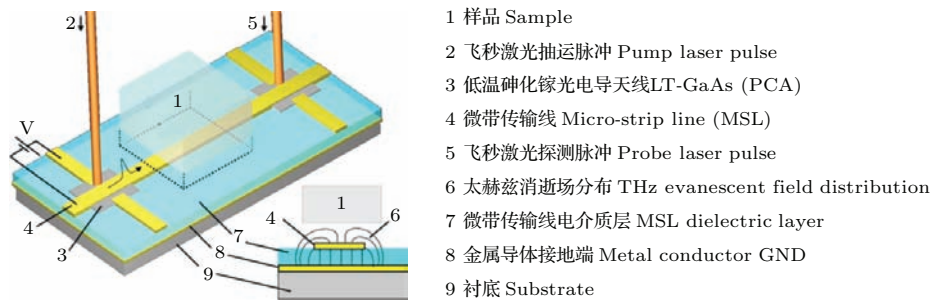 2
5
1
V
4
3
7
8
9
1
4
6
1 样品 Sample
2 飞秒激光抽运脉冲 Pump laser pulse
3 低温砷化镓光电导天线LT-GaAs (PCA)
4 微带传输线 Micro-strip line (MSL)
5 飞秒激光探测脉冲 Probe laser pulse
6 太赫兹消逝场分布 THz evanescent field distribution
7 微带传输线电介质层 MSL dielectric layer
8 金属导体接地端 Metal conductor GND
9 衬底 Substrate